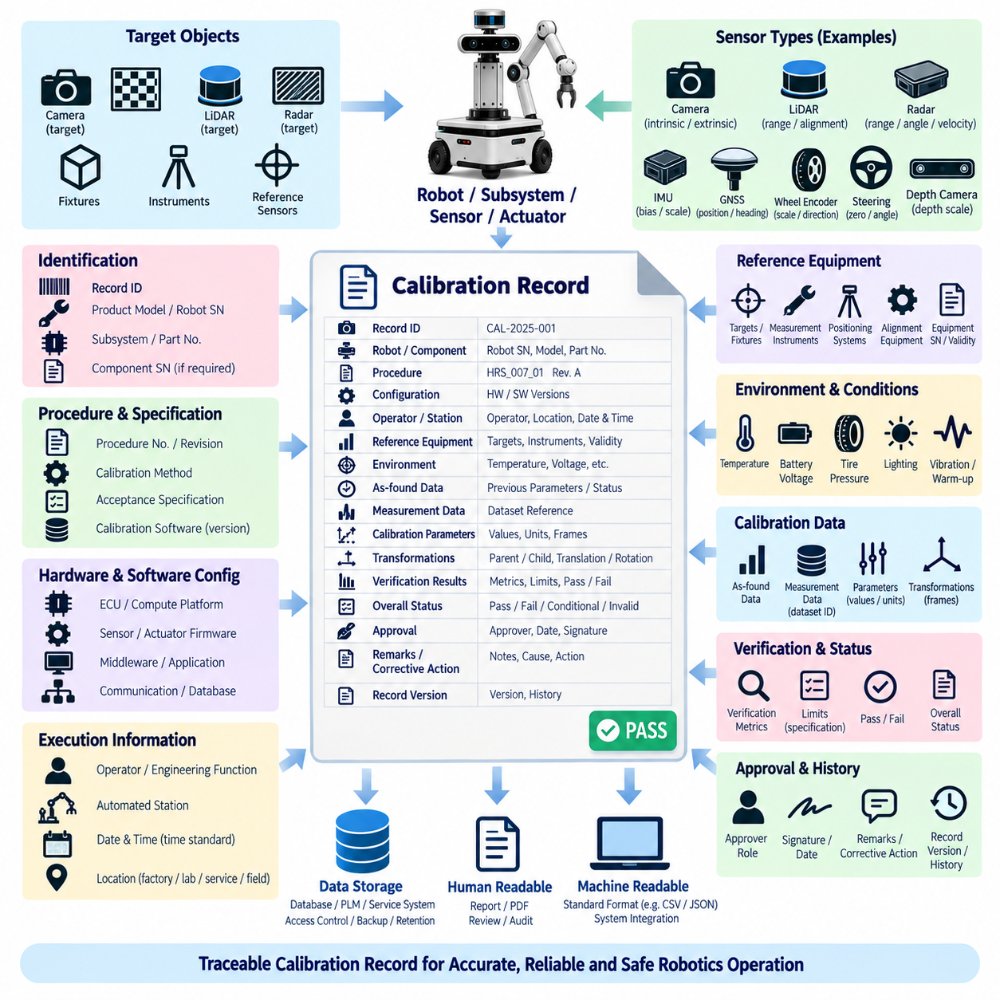 Target Objects
Camera
(target)
LiDAR
(target)
Radar
(target)
Fixtures
Instruments
Reference
Sensors
Robot / Subsystem /
Sensor / Actuator
Sensor Types (Examples)
Camera
(intrinsic / extrinsic)
LiDAR
(range / alignment)
Radar
(range / angle / velocity)
IMU
(bias / scale)
GNSS
(position / heading)
Wheel Encoder
(scale / direction)
Steering
(zero / angle)
Depth Camera
(depth scale)
Identification
Record ID
Product Model / Robot SN
Subsystem / Part No.
Component SN (if required)
Procedure & Specification
Procedure No. / Revision
Calibration Method
Acceptance Specification
Calibration Software (version)
Hardware & Software Config
ECU / Compute Platform
Sensor / Actuator Firmware
Middleware / Application
Communication / Database
Execution Information
Operator / Engineering Function
Automated Station
Date & Time (time standard)
Location (factory / lab / service / field)
Calibration Record
Record ID CAL-2025-001
Robot / Component Robot SN, Model, Part No.
Procedure HRS_007_01 Rev. A
Configuration HW / SW Versions
Operator / Station Operator, Location, Date & Time
Reference Equipment Targets, Instruments, Validity
Environment Temperature, Voltage, etc.
As-found Data Previous Parameters / Status
Measurement Data Dataset Reference
Calibration Parameters Values, Units, Frames
Transformations Parent / Child, Translation / Rotation
Verification Results Metrics, Limits, Pass / Fail
Overall Status Pass / Fail / Conditional / Invalid
Approval Approver, Date, Signature
Remarks /
Corrective Action Notes, Cause, Action
Record Version Version, History
PASS
Reference Equipment
Targets /
Fixtures
Measurement
Instruments
Positioning
Systems
Alignment
Equipment
Equipment
SN / Validity
Environment & Conditions
Temperature
Battery
Voltage
Tire
Pressure
Lighting
Vibration /
Warm-up
Calibration Data
As-found
Data
Measurement
Data
(dataset ID)
Parameters
(values / units)
Transformations
(frames)
Verification & Status
Verification
Metrics
Limits
(specification)
Pass / Fail
Overall
Status
Approval & History
Approver
Role
Signature /
Date
Remarks /
Corrective Action
Record
Version /
History
Data Storage
Database / PLM / Service System
Access Control / Backup / Retention
Human Readable
Report / PDF
Review / Audit
Machine Readable
Standard Format (e.g. CSV / JSON)
System Integration
Traceable Calibration Record for Accurate, Reliable and Safe Robotics Operation